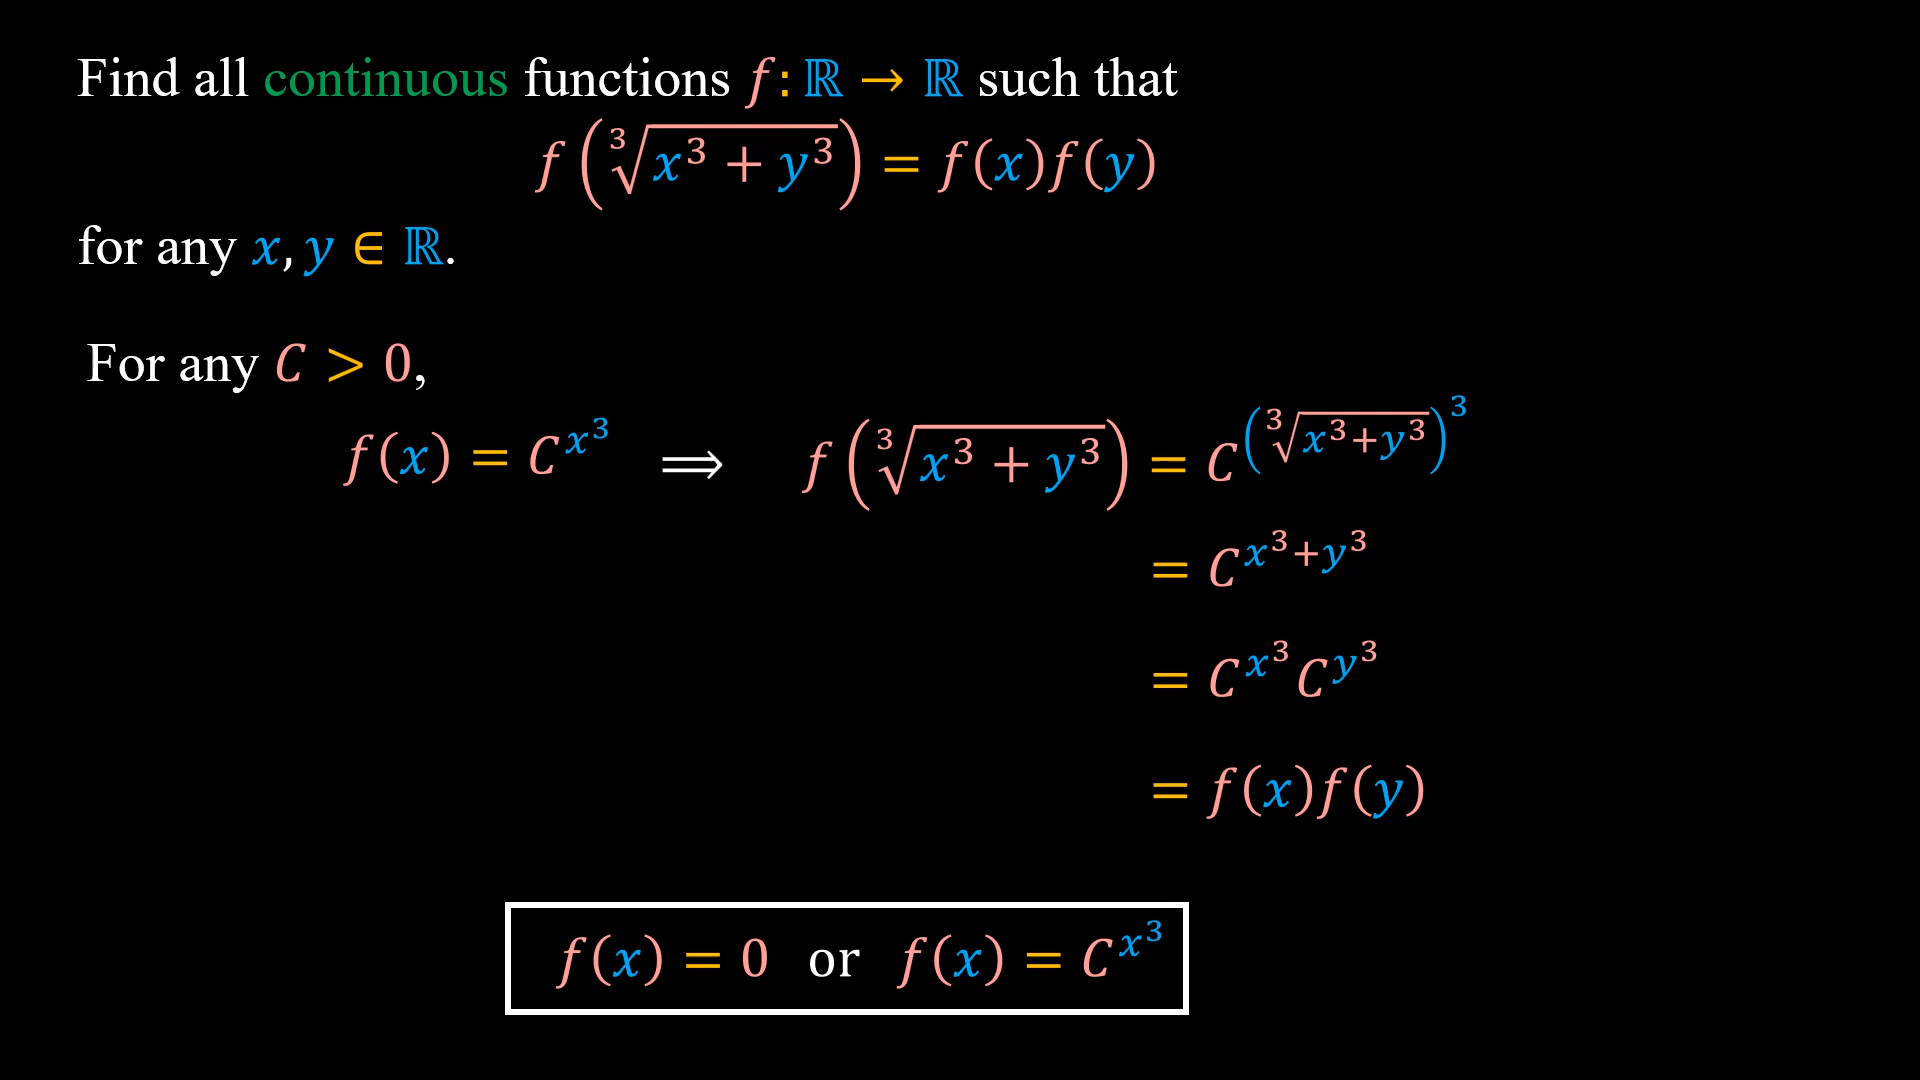 Find all continuous functions f: ℝ → ℝ such that
f(∛(x³ + y³)) = f(x)f(y)
for any x, y ∈ ℝ.
For any C > 0,
f(x) = C^(x³) ⟹ f(∛(x³ + y³)) = C^((∛(x³+y³))³)
= C^(x³+y³)
= C^(x³) C^(y³)
= f(x)f(y)
f(x) = 0 or f(x) = C^(x³)